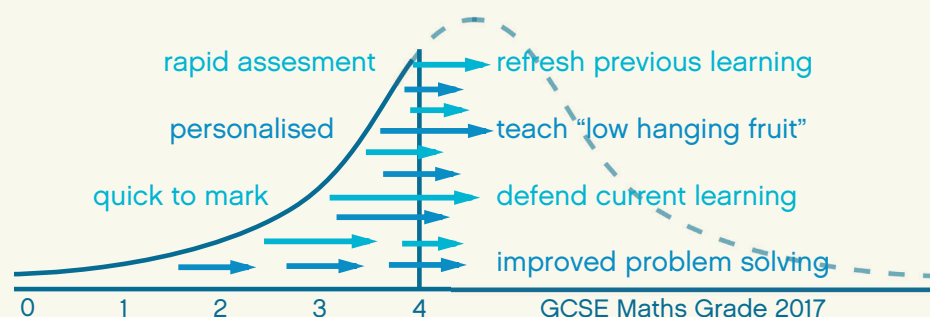 rapid assesment
refresh previous learning
personalised
teach “low hanging fruit”
quick to mark
defend current learning
improved problem solving
0 1 2 3 4 GCSE Maths Grade 2017